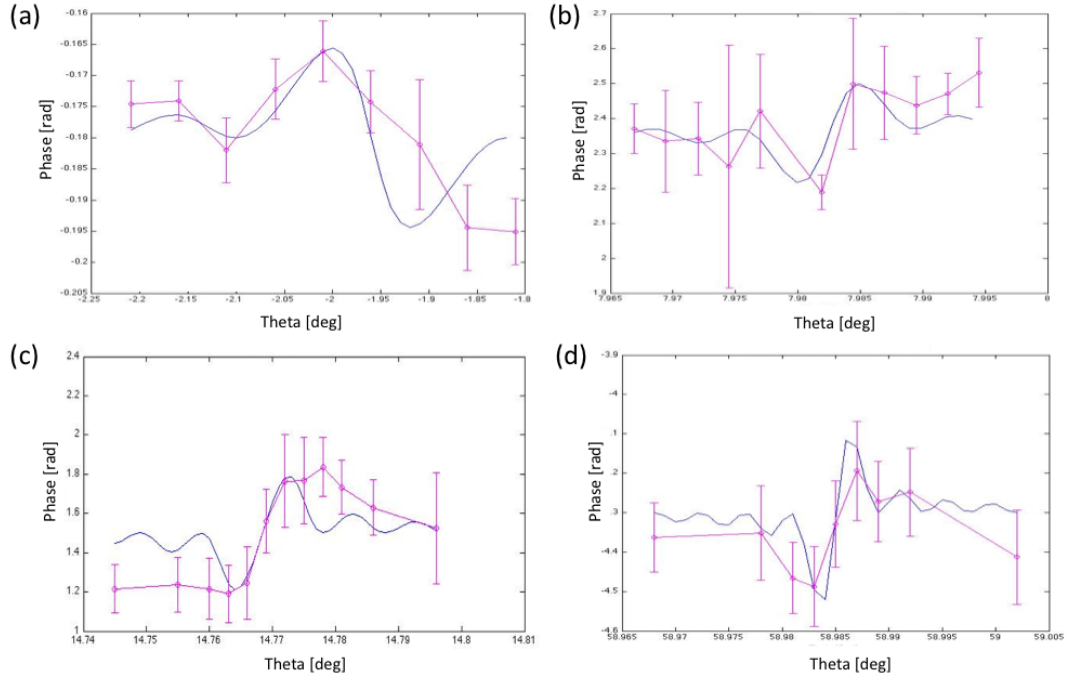 (a)
-0.16
-0.165
-0.17
-0.175
-0.18
-0.185
-0.19
-0.195
-0.2
-0.205
Phase [rad]
-2.25 -2.2 -2.15 -2.1 -2.05 -2 -1.95 -1.9 -1.85 -1.8
Theta [deg]
(b)
2.7
2.6
2.5
2.4
2.3
2.2
2.1
2
1.9
Phase [rad]
7.965 7.97 7.975 7.98 7.985 7.99 7.995 8
Theta [deg]
(c)
2.4
2.2
2
1.8
1.6
1.4
1.2
1
Phase [rad]
14.74 14.75 14.76 14.77 14.78 14.79 14.8 14.81
Theta [deg]
(d)
-3.9
-4
.1
-4.4
-4.5
-4.6
Phase [rad]
58.965 58.97 58.975 58.98 58.985 58.99 58.995 59 59.005
Theta [deg]